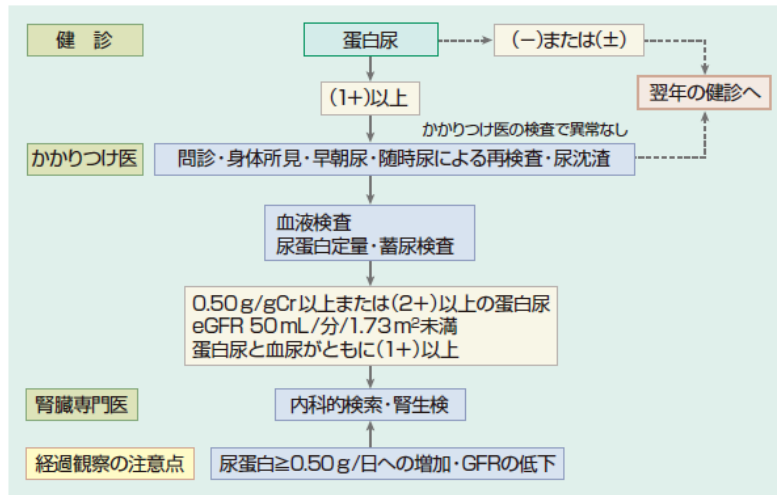 健　診
蛋白尿
(－)または(±)
(1+)以上
翌年の健診へ
かかりつけ医の検査で異常なし
かかりつけ医
問診・身体所見・早朝尿・随時尿による再検査・尿沈渣
血液検査
尿蛋白定量・蓄尿検査
0.50g/gCr以上または(2+)以上の蛋白尿
eGFR 50mL/分/1.73m²未満
蛋白尿と血尿がともに(1+)以上
腎臓専門医
内科的検索・腎生検
経過観察の注意点
尿蛋白≧0.50g/日への増加・GFRの低下